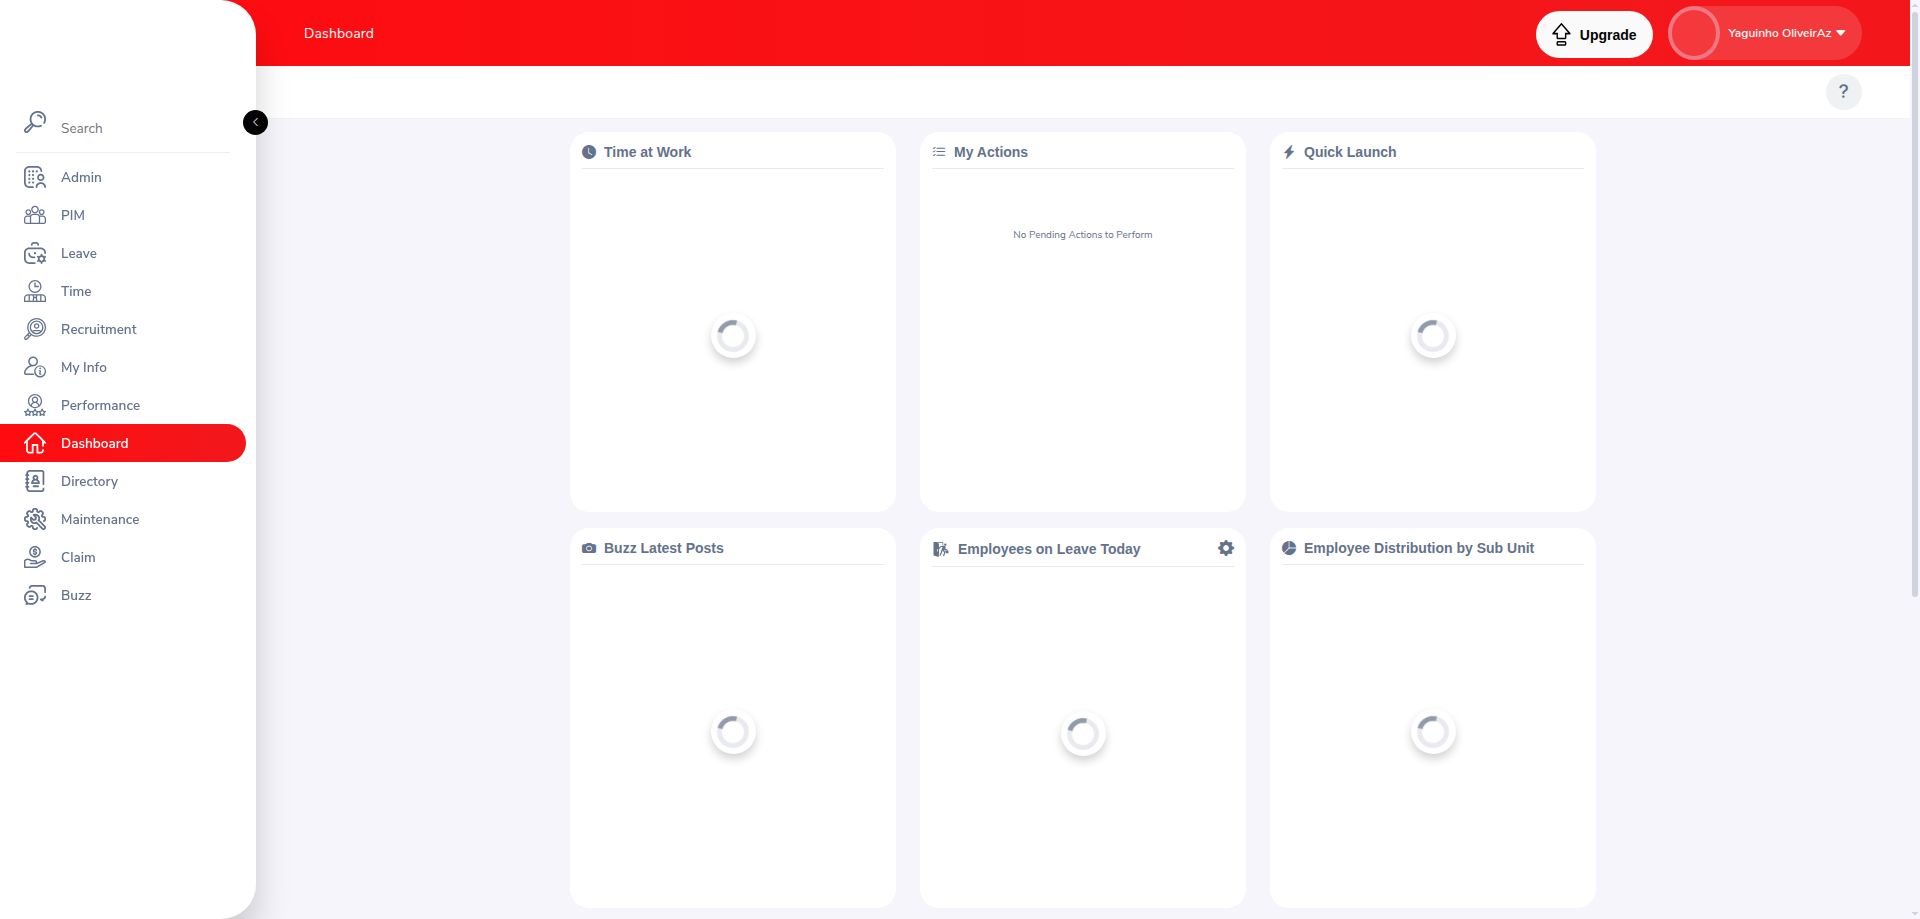 Dashboard
Upgrade
Yaguinho OliveirAz
?
Search
Admin
PIM
Leave
Time
Recruitment
My Info
Performance
Dashboard
Directory
Maintenance
Claim
Buzz
Time at Work
My Actions
No Pending Actions to Perform
Quick Launch
Buzz Latest Posts
Employees on Leave Today
Employee Distribution by Sub Unit